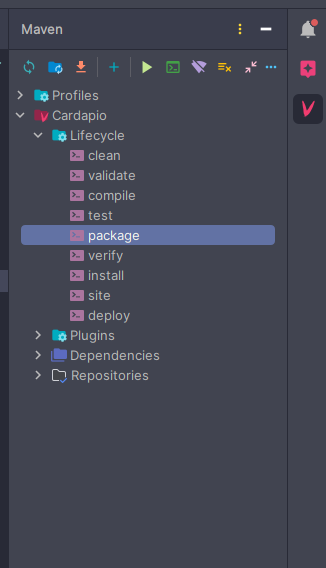 Maven
Profiles
Cardapio
Lifecycle
clean
validate
compile
test
package
verify
install
site
deploy
Plugins
Dependencies
Repositories